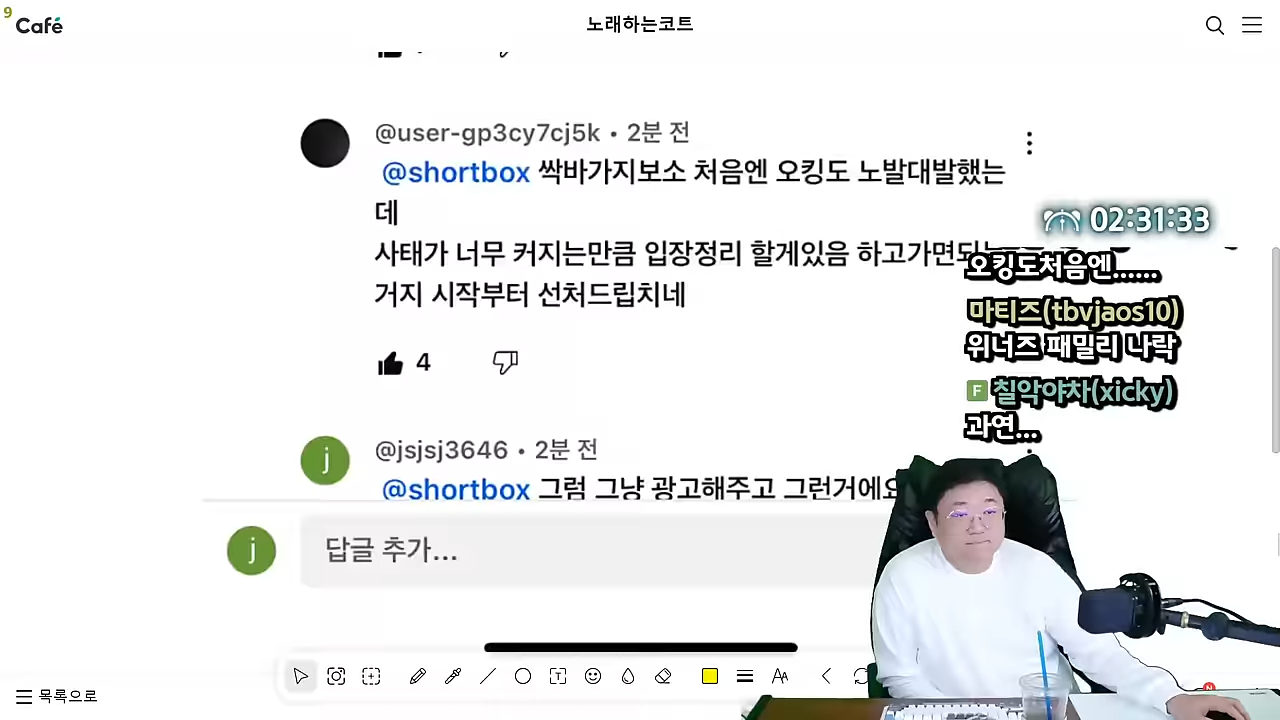 9
Café
노래하는코트
@user-gp3cy7cj5k • 2분 전
@shortbox 싹바가지보소 처음엔 오킹도 노발대발했는
데
사태가 너무 커지는만큼 입장정리 할게있음 하고가면되는
거지 시작부터 선처드립치네
4
02:31:33
오킹도처음엔......
마티즈(tbvjaos10)
위너즈 패밀리 나락
F 칠악야차(xicky)
과연...
j @jsjsj3646 • 2분 전
@shortbox 그럼 그냥 광고해주고 그런거에요
j 답글 추가...
목록으로